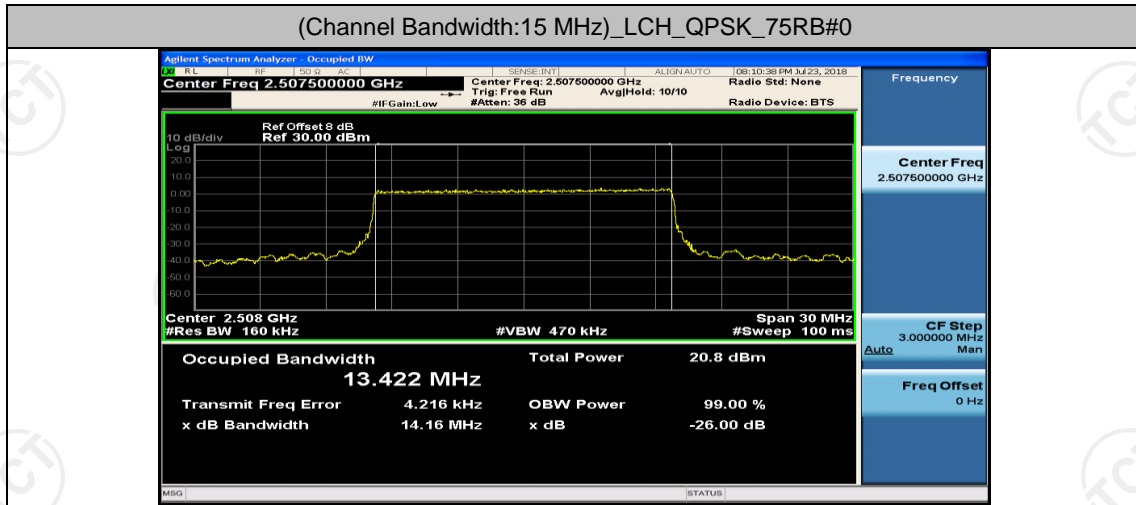 (Channel Bandwidth:15 MHz)_LCH_QPSK_75RB#0
Agilent Spectrum Analyzer - Occupied BW
LXI RL RF 50 Ω AC SENSE:INT ALIGN AUTO 08:10:38 PM Jul 23, 2018
Center Freq 2.507500000 GHz
Center Freq: 2.507500000 GHz
Radio Std: None
Trig: Free Run Avg|Hold: 10/10
#IFGain:Low #Atten: 36 dB Radio Device: BTS
Frequency
Ref Offset 8 dB
10 dB/div Ref 30.00 dBm
Log
20.0
10.0
0.00
-10.0
-20.0
-30.0
-40.0
-50.0
-60.0
Center 2.508 GHz Span 30 MHz
#Res BW 160 kHz #VBW 470 kHz #Sweep 100 ms
Center Freq
2.507500000 GHz
CF Step
3.000000 MHz
Auto Man
Freq Offset
0 Hz
Occupied Bandwidth Total Power 20.8 dBm
13.422 MHz
Transmit Freq Error 4.216 kHz OBW Power 99.00 %
x dB Bandwidth 14.16 MHz x dB -26.00 dB
MSG STATUS
TCT
TCT
TCT
TCT